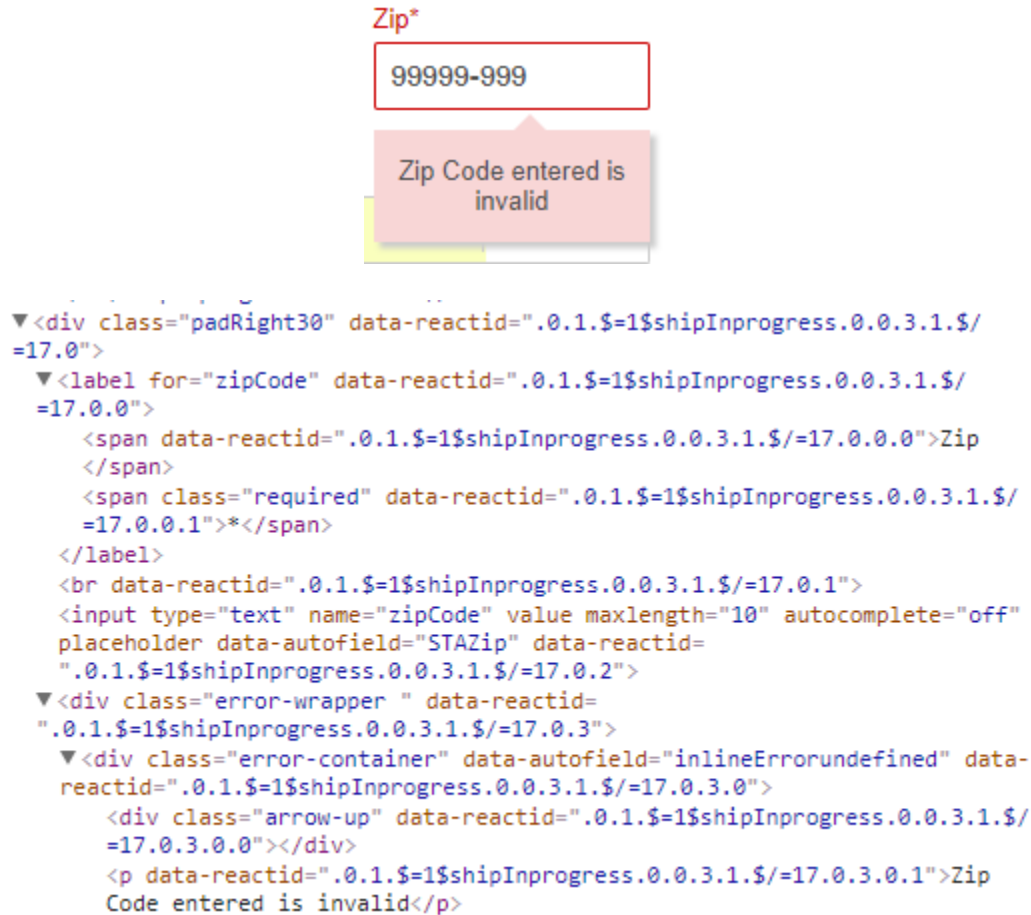 Zip*
99999-999
Zip Code entered is
invalid
▼<div class="padRight30" data-reactid=".0.1.$=1$shipInprogress.0.0.3.1.$/
=17.0">
▼<label for="zipCode" data-reactid=".0.1.$=1$shipInprogress.0.0.3.1.$/
=17.0.0">
<span data-reactid=".0.1.$=1$shipInprogress.0.0.3.1.$/=17.0.0.0">Zip
</span>
<span class="required" data-reactid=".0.1.$=1$shipInprogress.0.0.3.1.$/
=17.0.0.1">*</span>
</label>
<br data-reactid=".0.1.$=1$shipInprogress.0.0.3.1.$/=17.0.1">
<input type="text" name="zipCode" value maxlength="10" autocomplete="off"
placeholder data-autofield="STAZip" data-reactid=
".0.1.$=1$shipInprogress.0.0.3.1.$/=17.0.2">
▼<div class="error-wrapper " data-reactid=
".0.1.$=1$shipInprogress.0.0.3.1.$/=17.0.3">
▼<div class="error-container" data-autofield="inlineErrorundefined" data-
reactid=".0.1.$=1$shipInprogress.0.0.3.1.$/=17.0.3.0">
<div class="arrow-up" data-reactid=".0.1.$=1$shipInprogress.0.0.3.1.$/
=17.0.3.0.0"></div>
<p data-reactid=".0.1.$=1$shipInprogress.0.0.3.1.$/=17.0.3.0.1">Zip
Code entered is invalid</p>